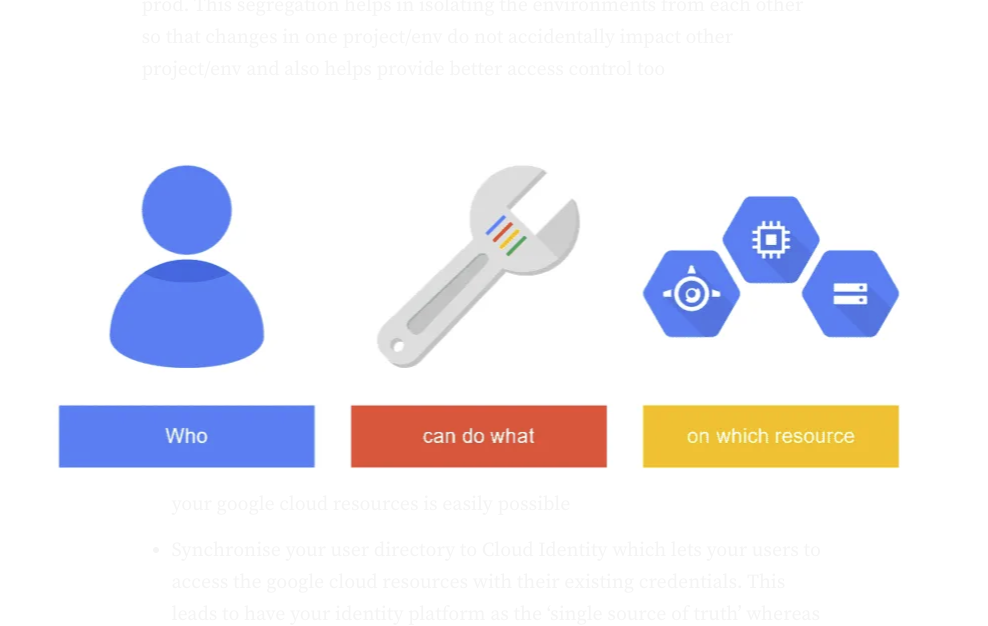 prod. This segregation helps in isolating the environments from each other
so that changes in one project/env do not accidentally impact other
project/env and also helps provide better access control too
Who
can do what
on which resource
your google cloud resources is easily possible
Synchronise your user directory to Cloud Identity which lets your users to
access the google cloud resources with their existing credentials. This
leads to have your identity platform as the ‘single source of truth’ whereas